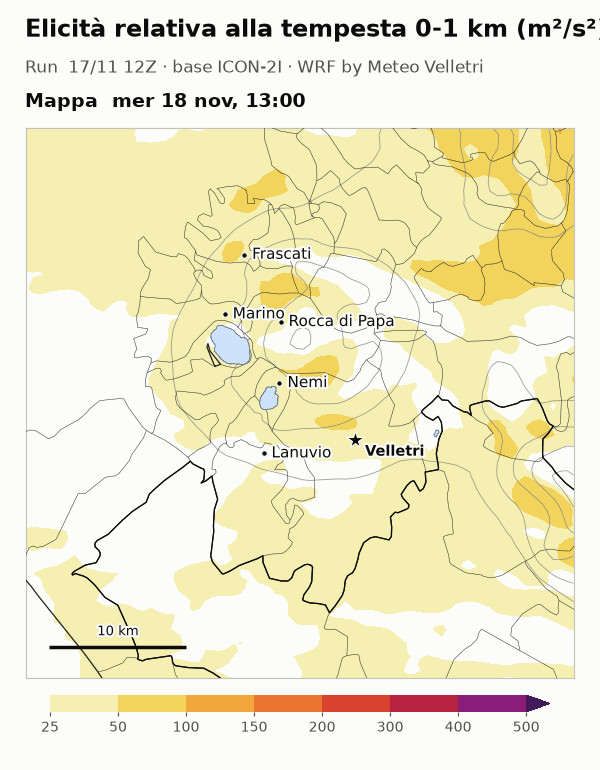 Elicità relativa alla tempesta 0-1 km (m²/s²)
Run 17/11 12Z · base ICON-2I · WRF by Meteo Velletri
Mappa mer 18 nov, 13:00
Frascati
Marino
Rocca di Papa
Nemi
Velletri
Lanuvio
10 km
25 50 100 150 200 300 400 500